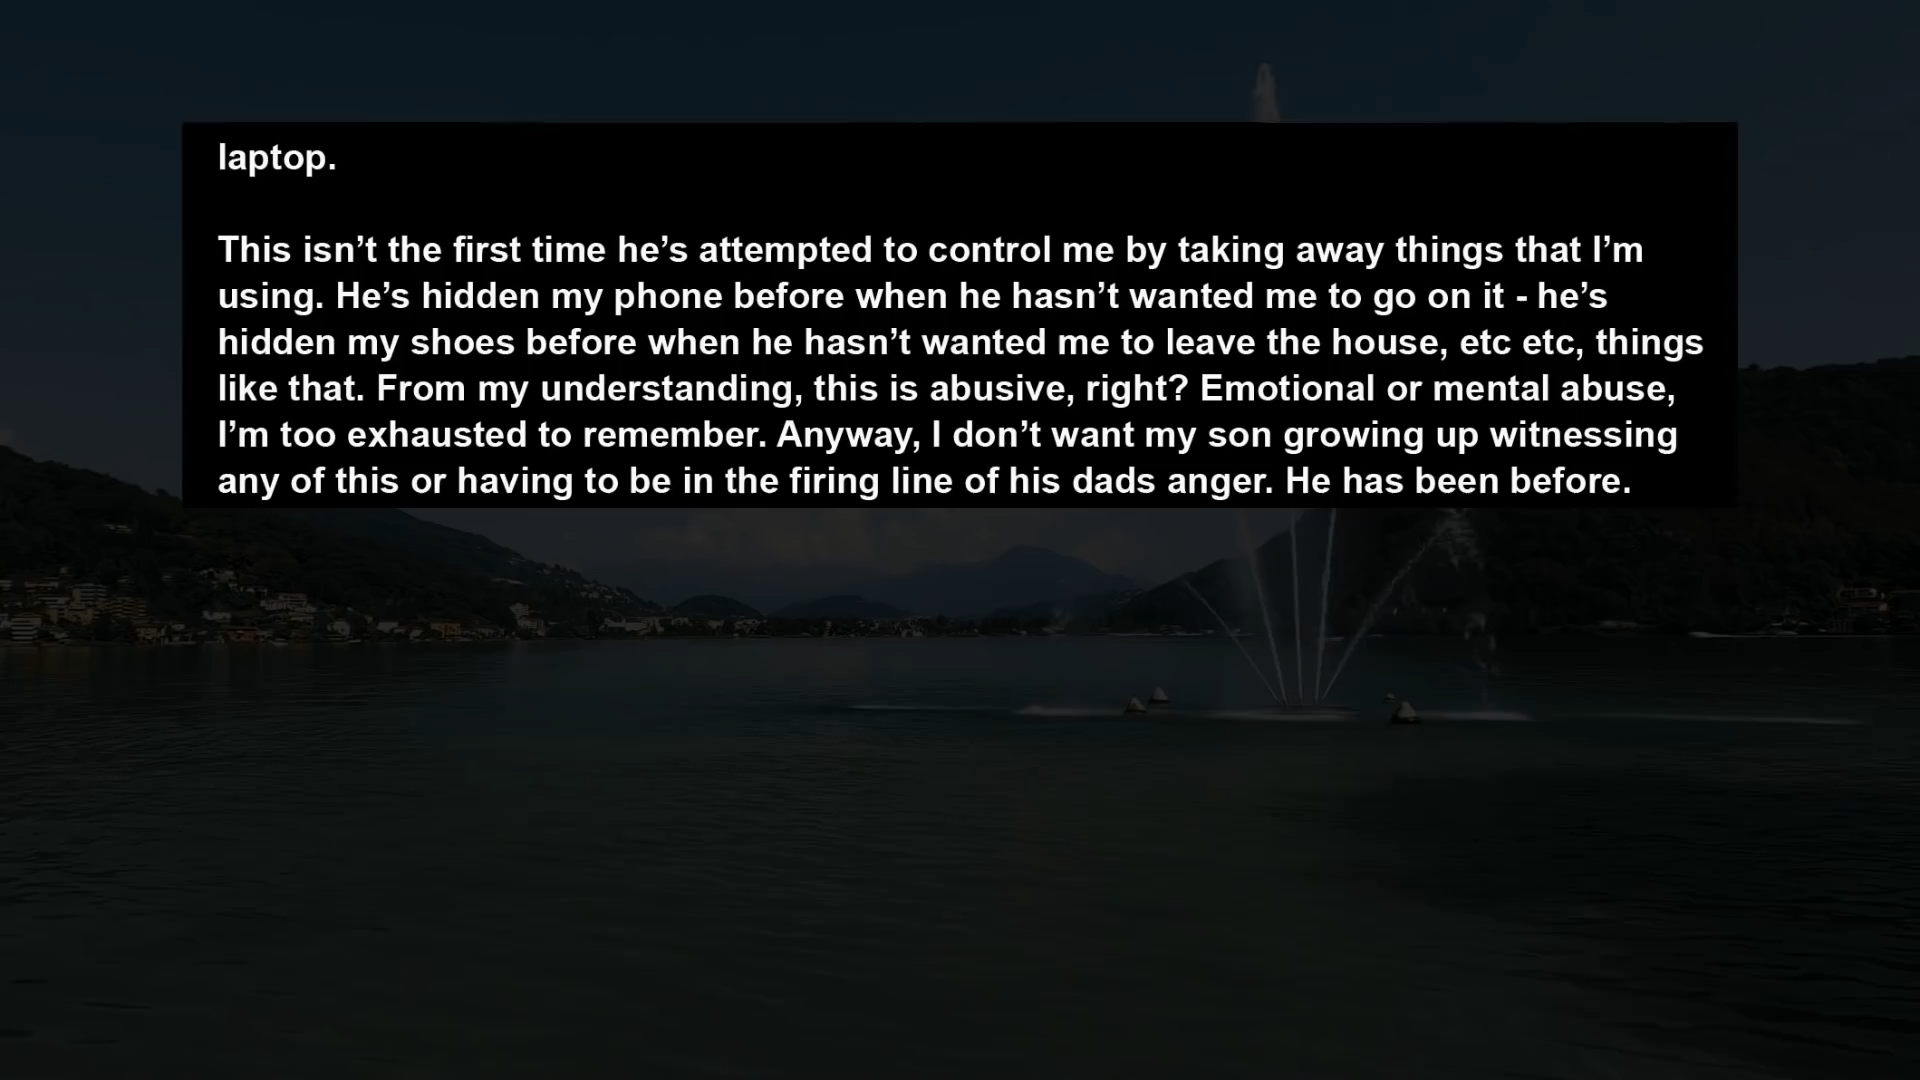 laptop.
This isn’t the first time he’s attempted to control me by taking away things that I’m
using. He’s hidden my phone before when he hasn’t wanted me to go on it - he’s
hidden my shoes before when he hasn’t wanted me to leave the house, etc etc, things
like that. From my understanding, this is abusive, right? Emotional or mental abuse,
I’m too exhausted to remember. Anyway, I don’t want my son growing up witnessing
any of this or having to be in the firing line of his dads anger. He has been before.